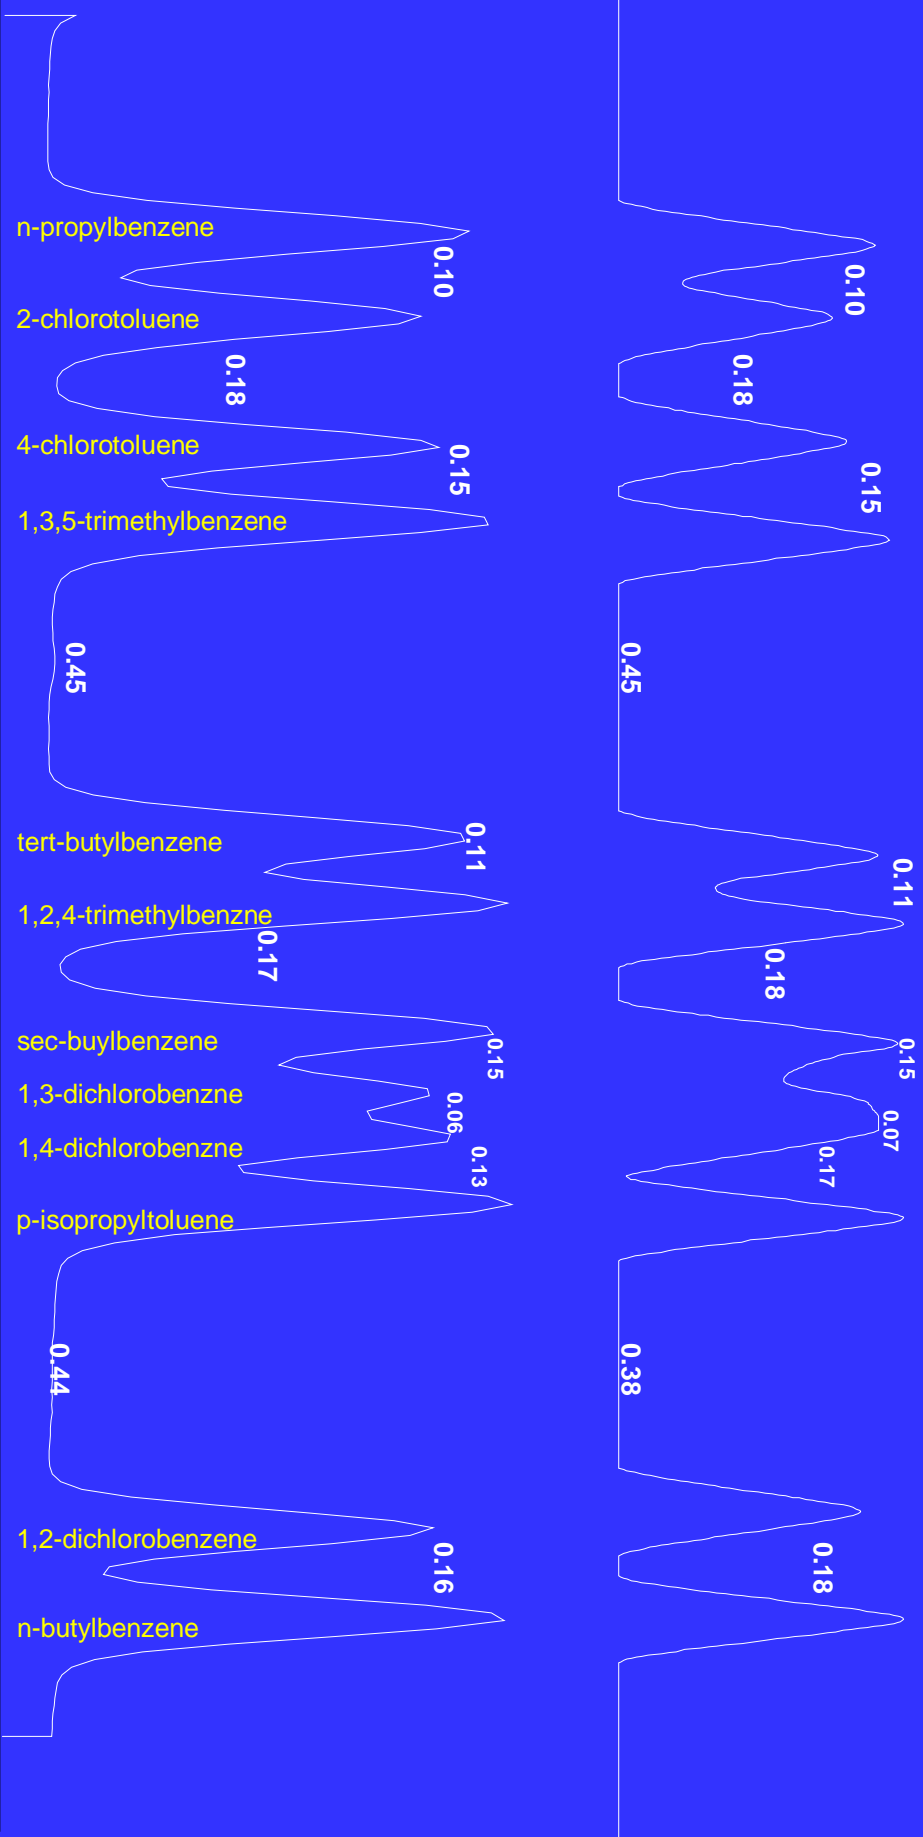 n-propylbenzene
0.10
0.10
2-chlorotoluene
0.18
0.18
4-chlorotoluene
0.15
0.15
1,3,5-trimethylbenzene
0.45
0.45
tert-butylbenzene
0.11
0.11
1,2,4-trimethylbenzne
0.17
0.18
sec-buylbenzene
0.15
0.15
1,3-dichlorobenzne
0.06
0.07
1,4-dichlorobenzne
0.13
0.17
p-isopropyltoluene
0.44
0.38
1,2-dichlorobenzene
0.16
0.18
n-butylbenzene